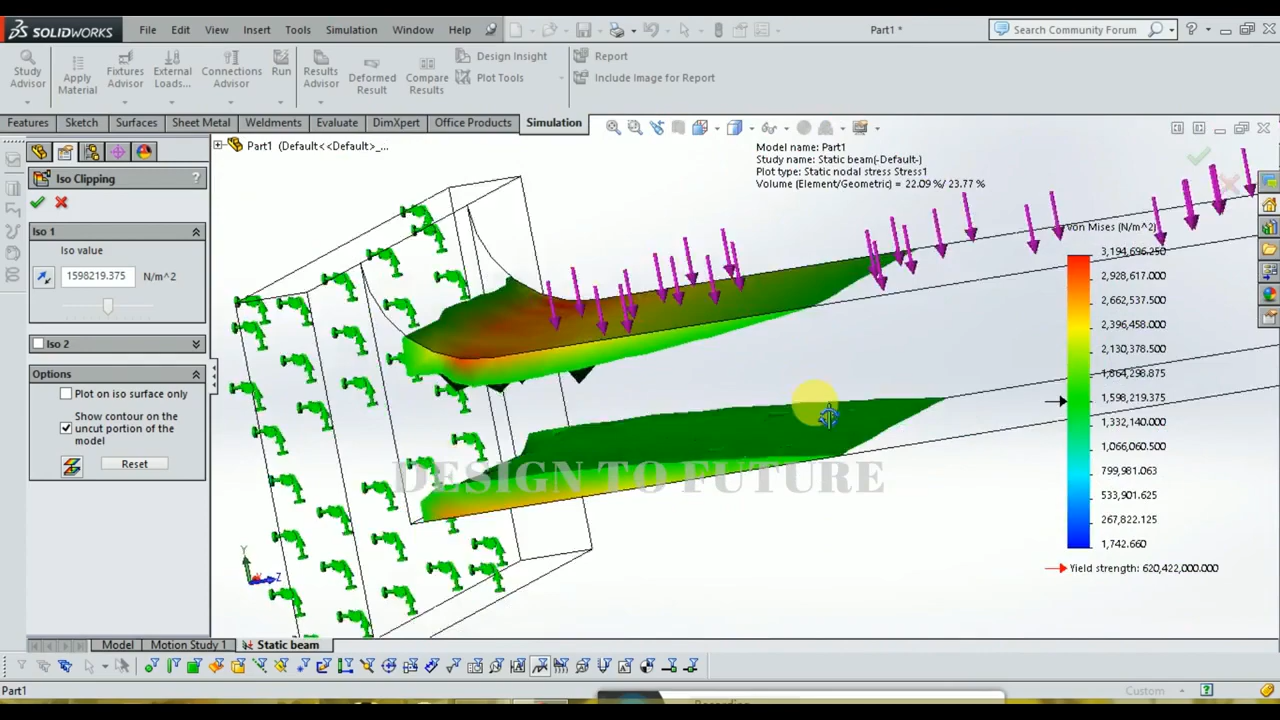 SOLIDWORKS File Edit View Insert Tools Simulation Window Help Part1 * Search Community Forum ?
Study Advisor Apply Material Fixtures Advisor External Loads... Connections Advisor Run Results Advisor Deformed Result Compare Results Design Insight Plot Tools Report Include Image for Report
Features Sketch Surfaces Sheet Metal Weldments Evaluate DimXpert Office Products Simulation
Part1 (Default<<Default>_...
Model name: Part1
Study name: Static beam(-Default-)
Plot type: Static nodal stress Stress1
Volume (Element/Geometric) = 22.09 %/ 23.77 %
Iso Clipping ?
Iso 1
Iso value
1598219.375 N/m^2
Iso 2
Options
Plot on iso surface only
Show contour on the
uncut portion of the
model
Reset
von Mises (N/m^2)
3,194,696.250
2,928,617.000
2,662,537.500
2,396,458.000
2,130,378.500
1,864,298.875
1,598,219.375
1,332,140.000
1,066,060.500
799,981.063
533,901.625
267,822.125
1,742.660
Yield strength: 620,422,000.000
DESIGN TO FUTURE
Y
X
Z
Model Motion Study 1 Static beam
Part1 Custom ?